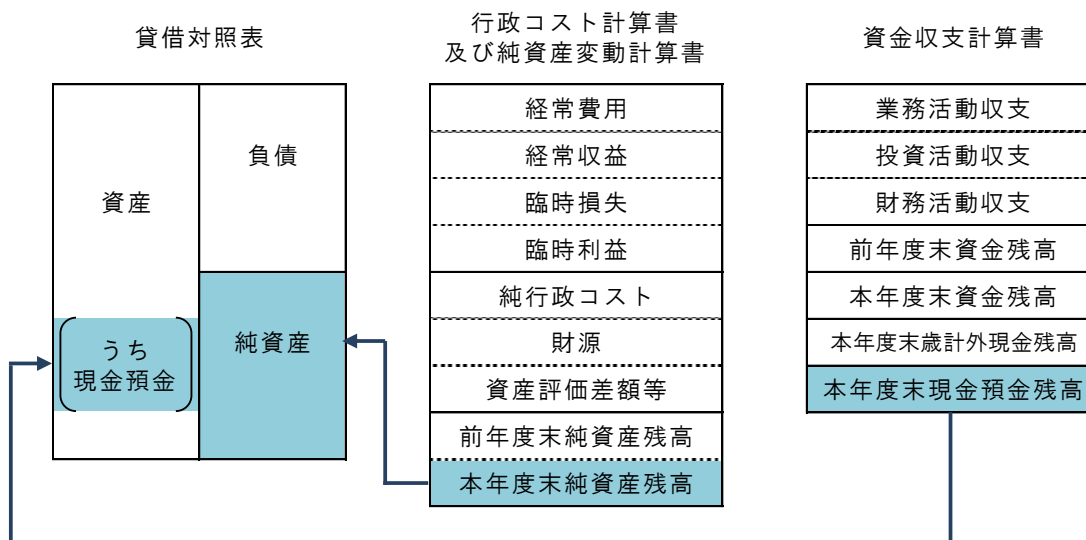 貸借対照表
資産
うち
現金預金
負債
純資産
行政コスト計算書
及び純資産変動計算書
経常費用
経常収益
臨時損失
臨時利益
純行政コスト
財源
資産評価差額等
前年度末純資産残高
本年度末純資産残高
資金収支計算書
業務活動収支
投資活動収支
財務活動収支
前年度末資金残高
本年度末資金残高
本年度末歳計外現金残高
本年度末現金預金残高